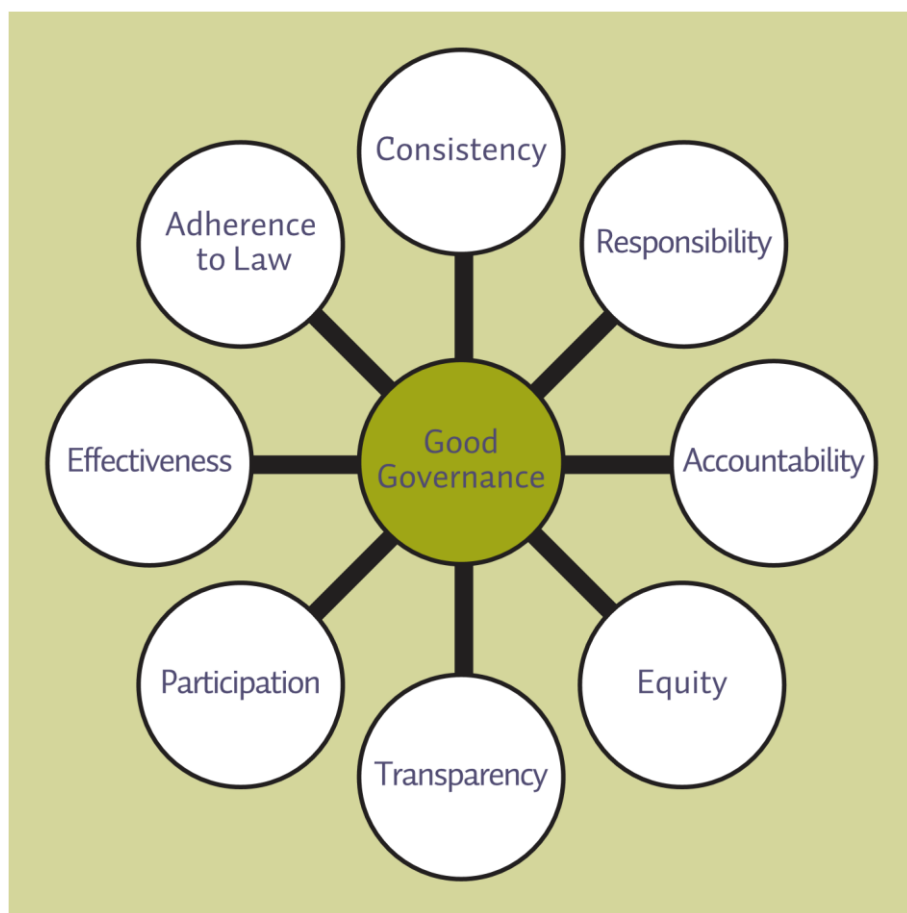 Consistency
Responsibility
Adherence
to Law
Good
Governance
Effectiveness
Accountability
Participation
Equity
Transparency